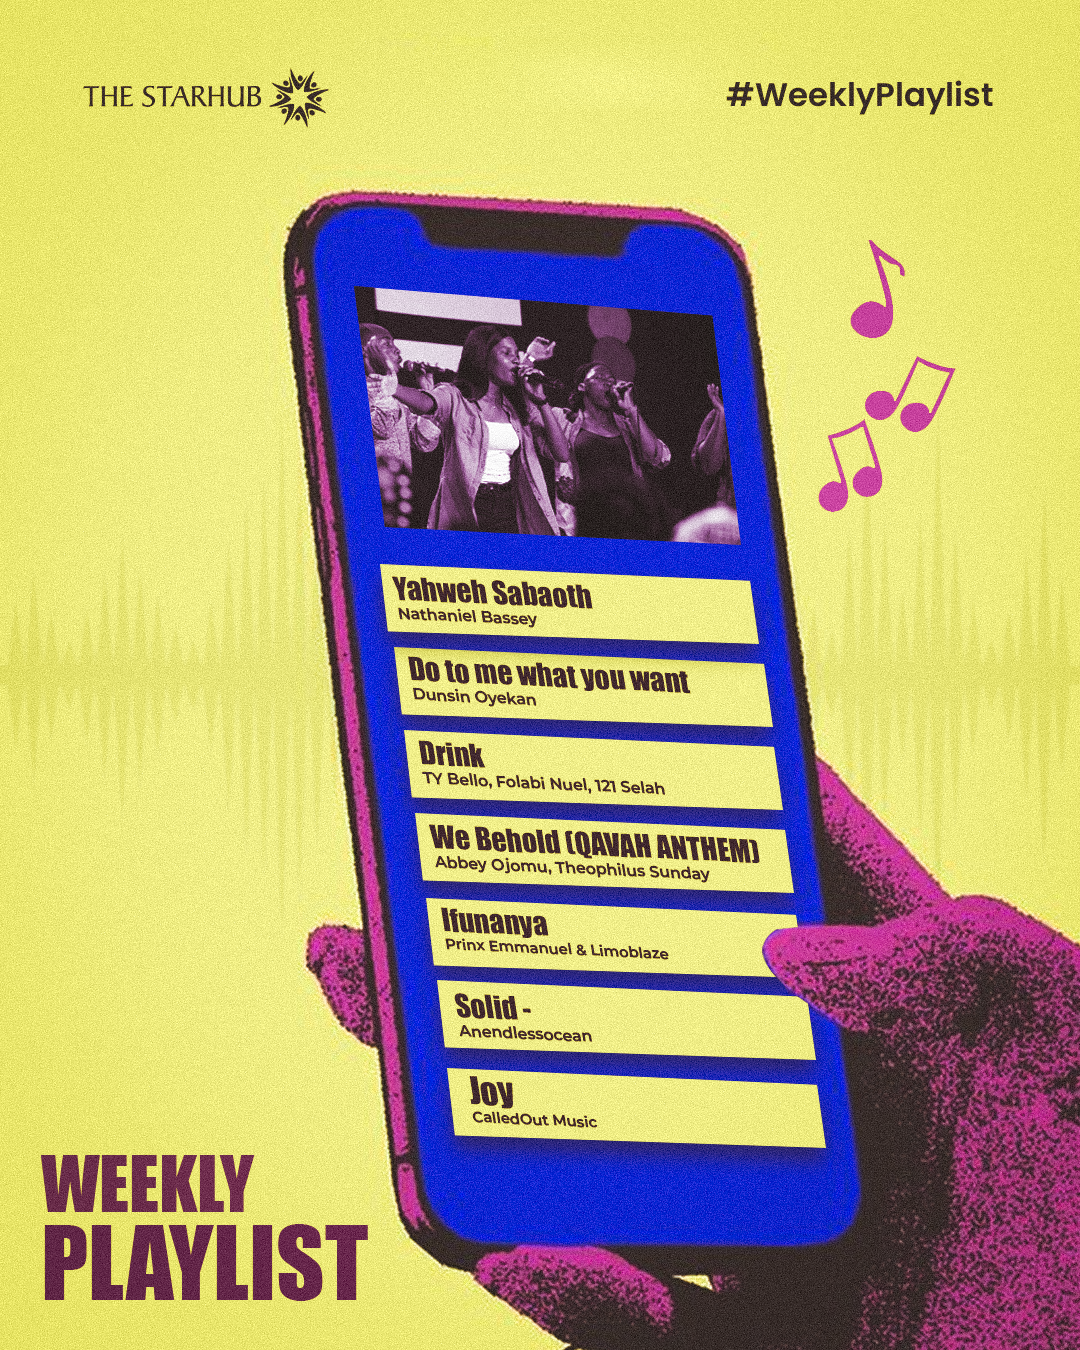 THE STARHUB
#WeeklyPlaylist
Yahweh Sabaoth
Nathaniel Bassey
Do to me what you want
Dunsin Oyekan
Drink
TY Bello, Folabi Nuel, 121 Selah
We Behold (QAVAH ANTHEM)
Abbey Ojomu, Theophilus Sunday
Ifunanya
Prinx Emmanuel & Limoblaze
Solid -
Anendlessocean
Joy
CalledOut Music
WEEKLY
PLAYLIST